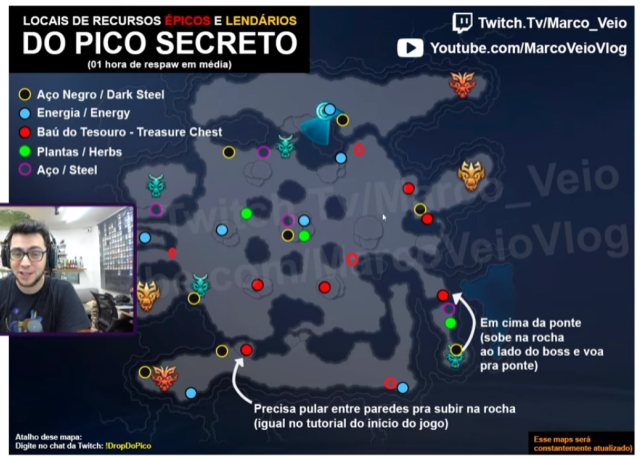 LOCAIS DE RECURSOS ÉPICOS E LENDÁRIOS
DO PICO SECRETO
(01 hora de respaw em média)
Twitch.Tv/Marco_Veio
Youtube.com/MarcoVeioVlog
Aço Negro / Dark Steel
Energia / Energy
Baú do Tesouro - Treasure Chest
Plantas / Herbs
Aço / Steel
Twitch.Tv/Marco_Veio
be.com/MarcoVeioVlog
Em cima da ponte
(sobe na rocha
ao lado do boss e voa
pra ponte)
Precisa pular entre paredes pra subir na rocha
(igual no tutorial do inicio do jogo)
Atalho dese mapa:
Digite no chat da Twitch: !DropDoPico
Esse maps será
constantemente atualizado)